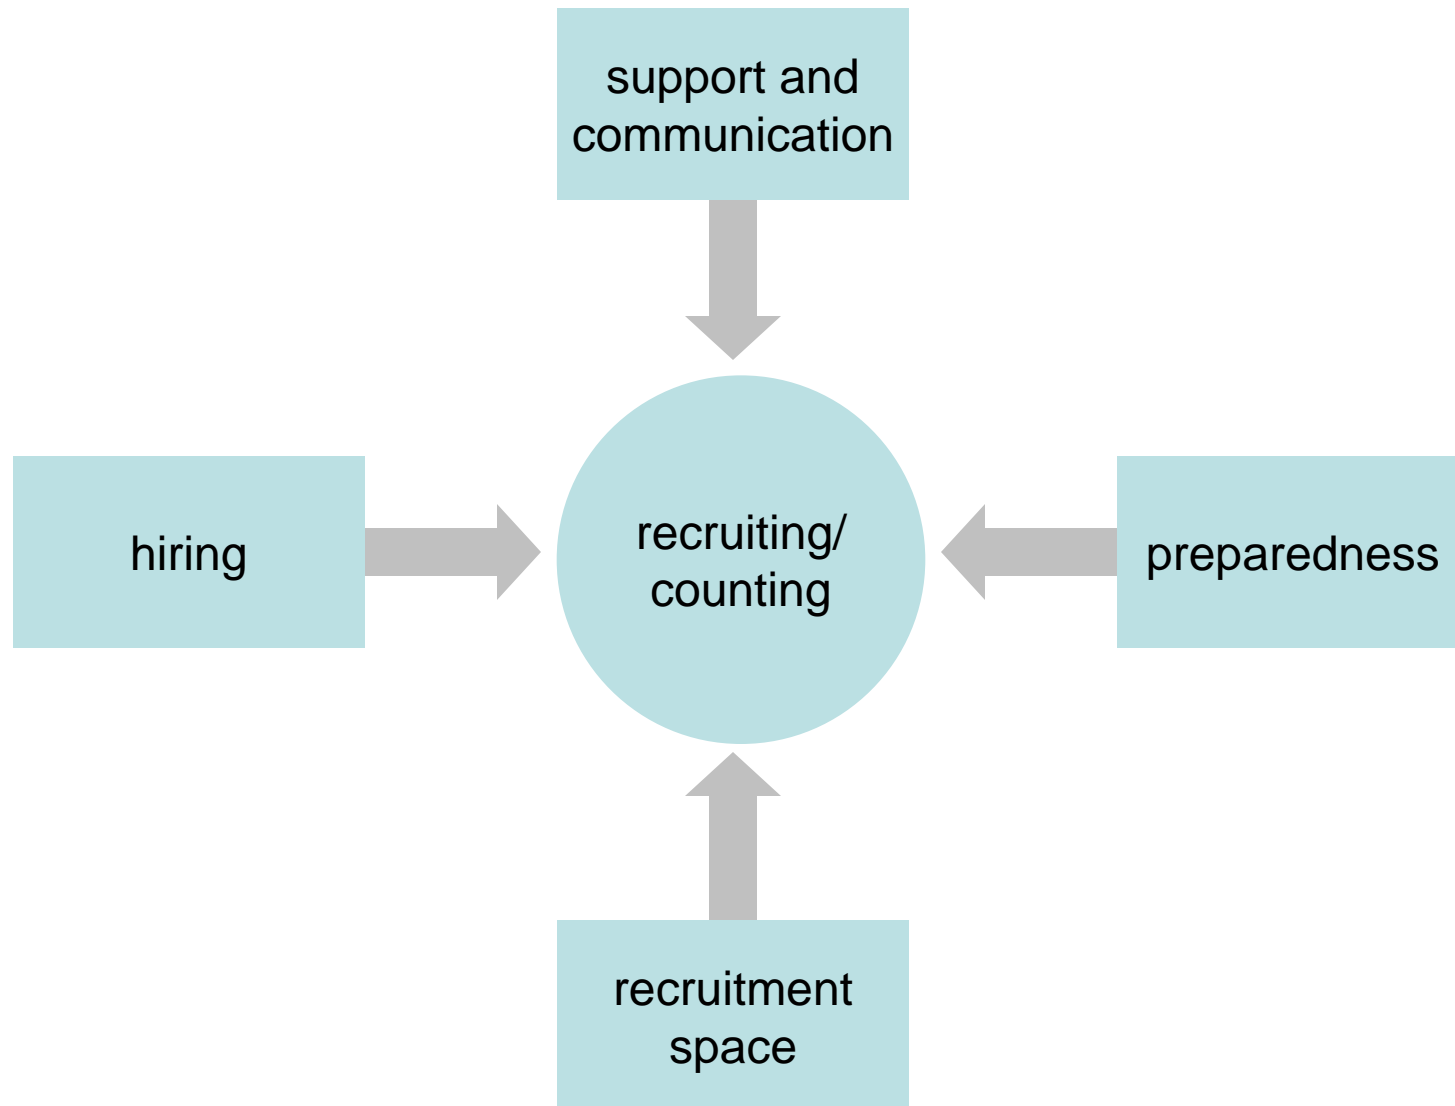 support and
communication
hiring
recruiting/
counting
preparedness
recruitment
space